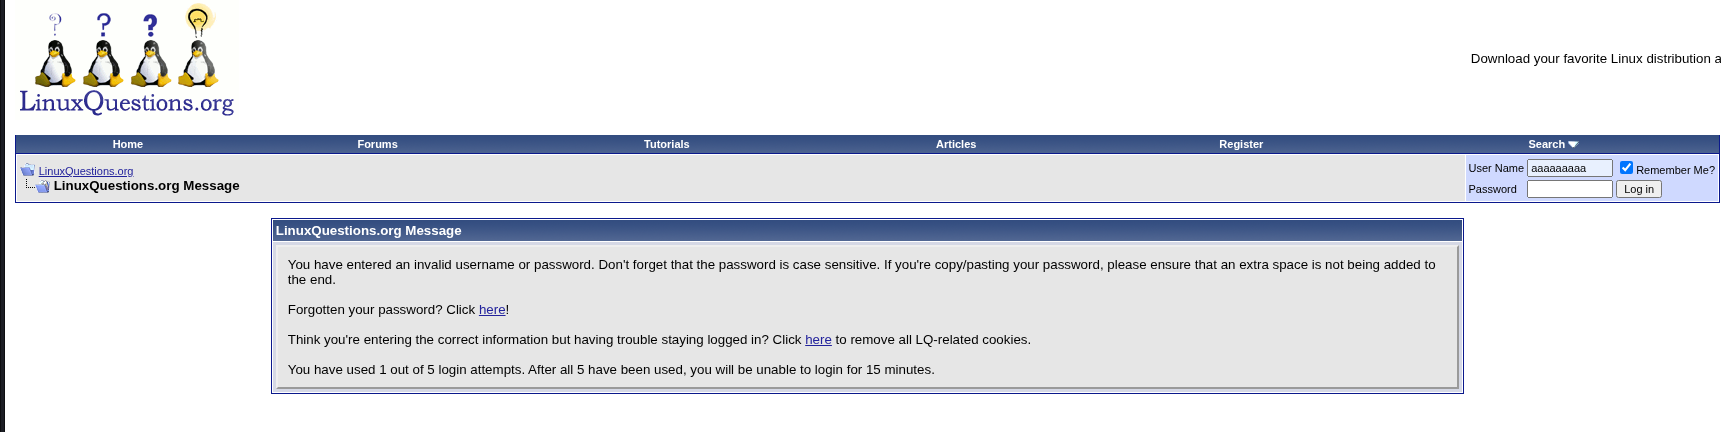 ? ? ?
LinuxQuestions.org
Download your favorite Linux distribution a
Home Forums Tutorials Articles Register Search
LinuxQuestions.org
LinuxQuestions.org Message
User Name aaaaaaaaa Remember Me?
Password Log in
LinuxQuestions.org Message
You have entered an invalid username or password. Don't forget that the password is case sensitive. If you're copy/pasting your password, please ensure that an extra space is not being added to
the end.
Forgotten your password? Click here!
Think you're entering the correct information but having trouble staying logged in? Click here to remove all LQ-related cookies.
You have used 1 out of 5 login attempts. After all 5 have been used, you will be unable to login for 15 minutes.